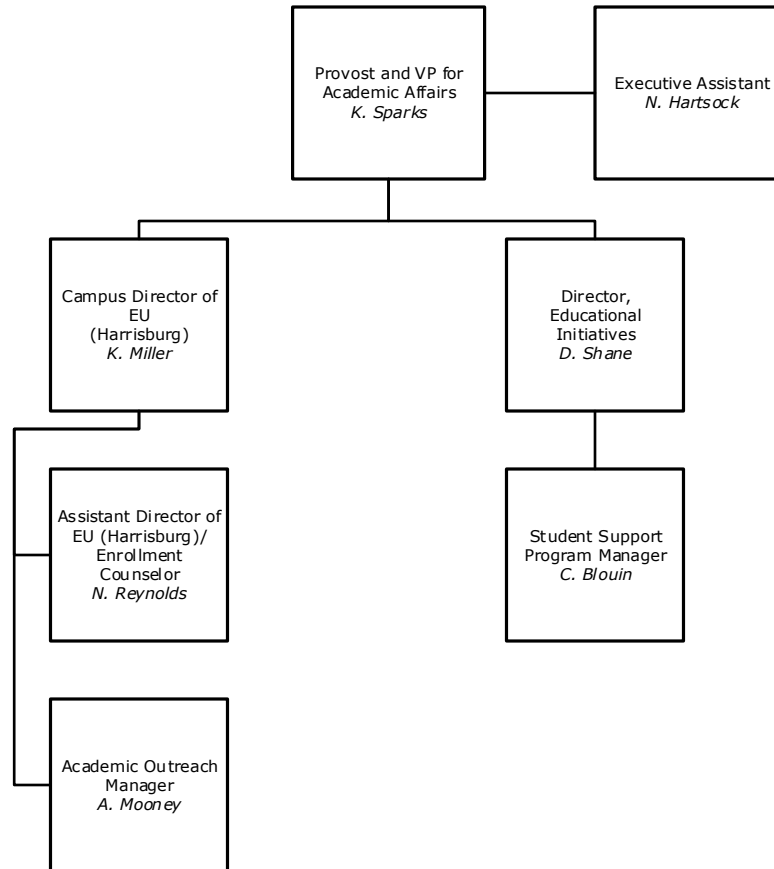 Provost and VP for
Academic Affairs
K. Sparks
Executive Assistant
N. Hartsock
Campus Director of
EU
(Harrisburg)
K. Miller
Director,
Educational
Initiatives
D. Shane
Assistant Director of
EU (Harrisburg)/
Enrollment
Counselor
N. Reynolds
Student Support
Program Manager
C. Blouin
Academic Outreach
Manager
A. Mooney